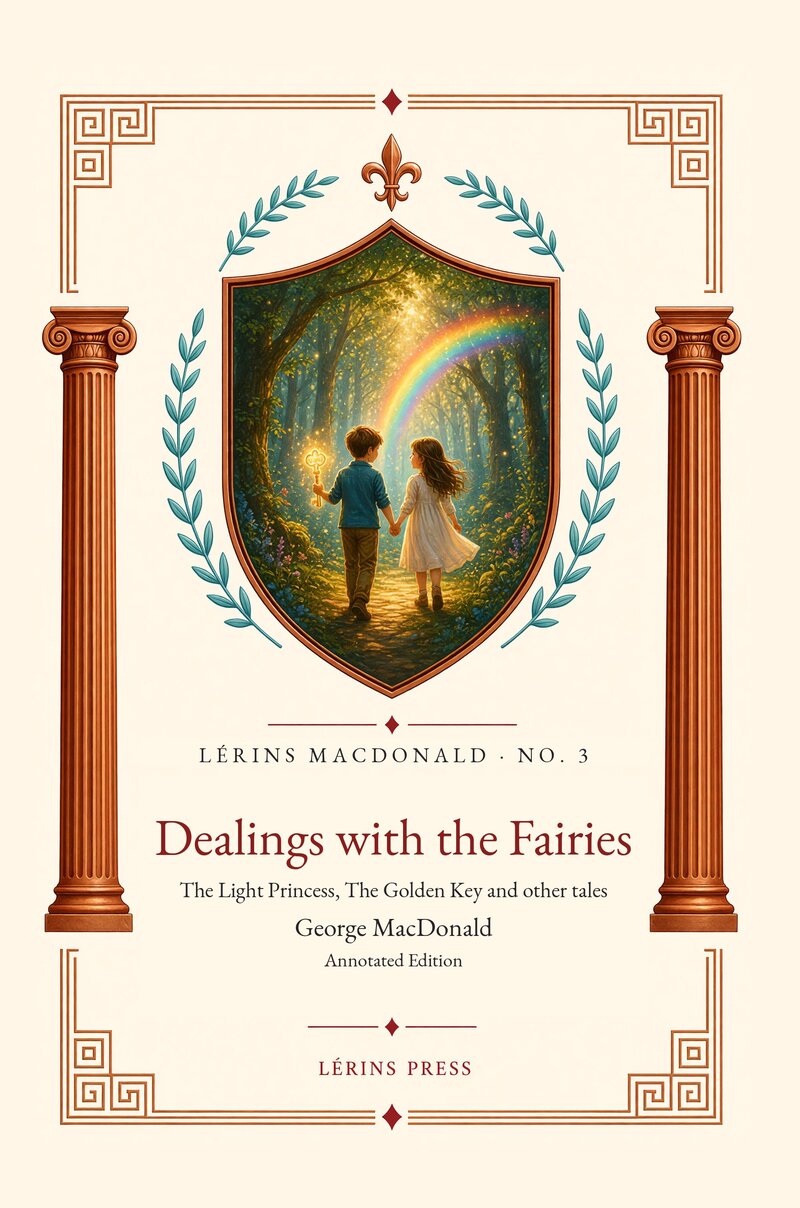 LÉRINS MACDONALD · NO. 3
Dealings with the Fairies
The Light Princess, The Golden Key and other tales
George MacDonald
Annotated Edition
LÉRINS PRESS